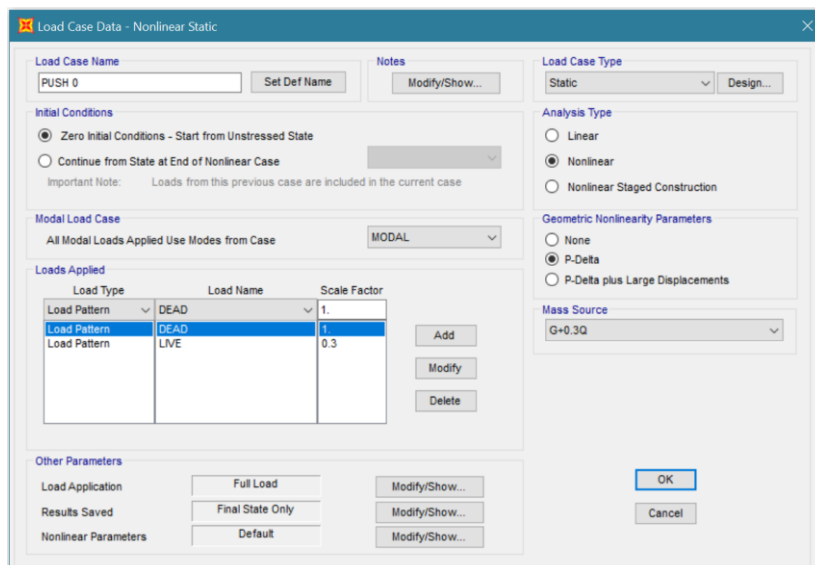 Load Case Data - Nonlinear Static
Load Case Name
PUSH 0
Set Def Name
Notes
Modify/Show...
Load Case Type
Static
Design...
Initial Conditions
Zero Initial Conditions - Start from Unstressed State
Continue from State at End of Nonlinear Case
Important Note: Loads from this previous case are included in the current case
Analysis Type
Linear
Nonlinear
Nonlinear Staged Construction
Modal Load Case
All Modal Loads Applied Use Modes from Case
MODAL
Geometric Nonlinearity Parameters
None
P-Delta
P-Delta plus Large Displacements
Loads Applied
Load Type Load Name Scale Factor
Load Pattern DEAD 1.
Load Pattern DEAD 1.
Load Pattern LIVE 0.3
Add
Modify
Delete
Mass Source
G+0.3Q
Other Parameters
Load Application Full Load Modify/Show...
Results Saved Final State Only Modify/Show...
Nonlinear Parameters Default Modify/Show...
OK
Cancel